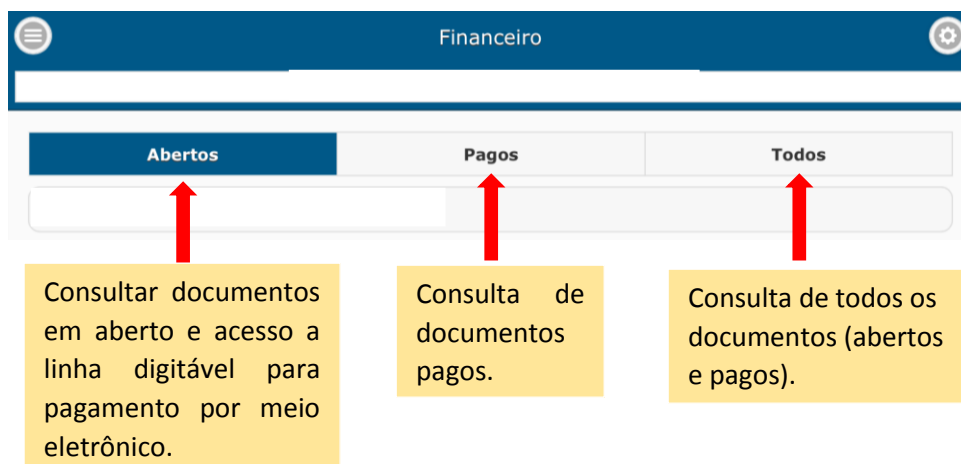 Financeiro
Abertos
Pagos
Todos
Consultar documentos
em aberto e acesso a
linha digitável para
pagamento por meio
eletrônico.
Consulta de
documentos
pagos.
Consulta de todos os
documentos (abertos
e pagos).